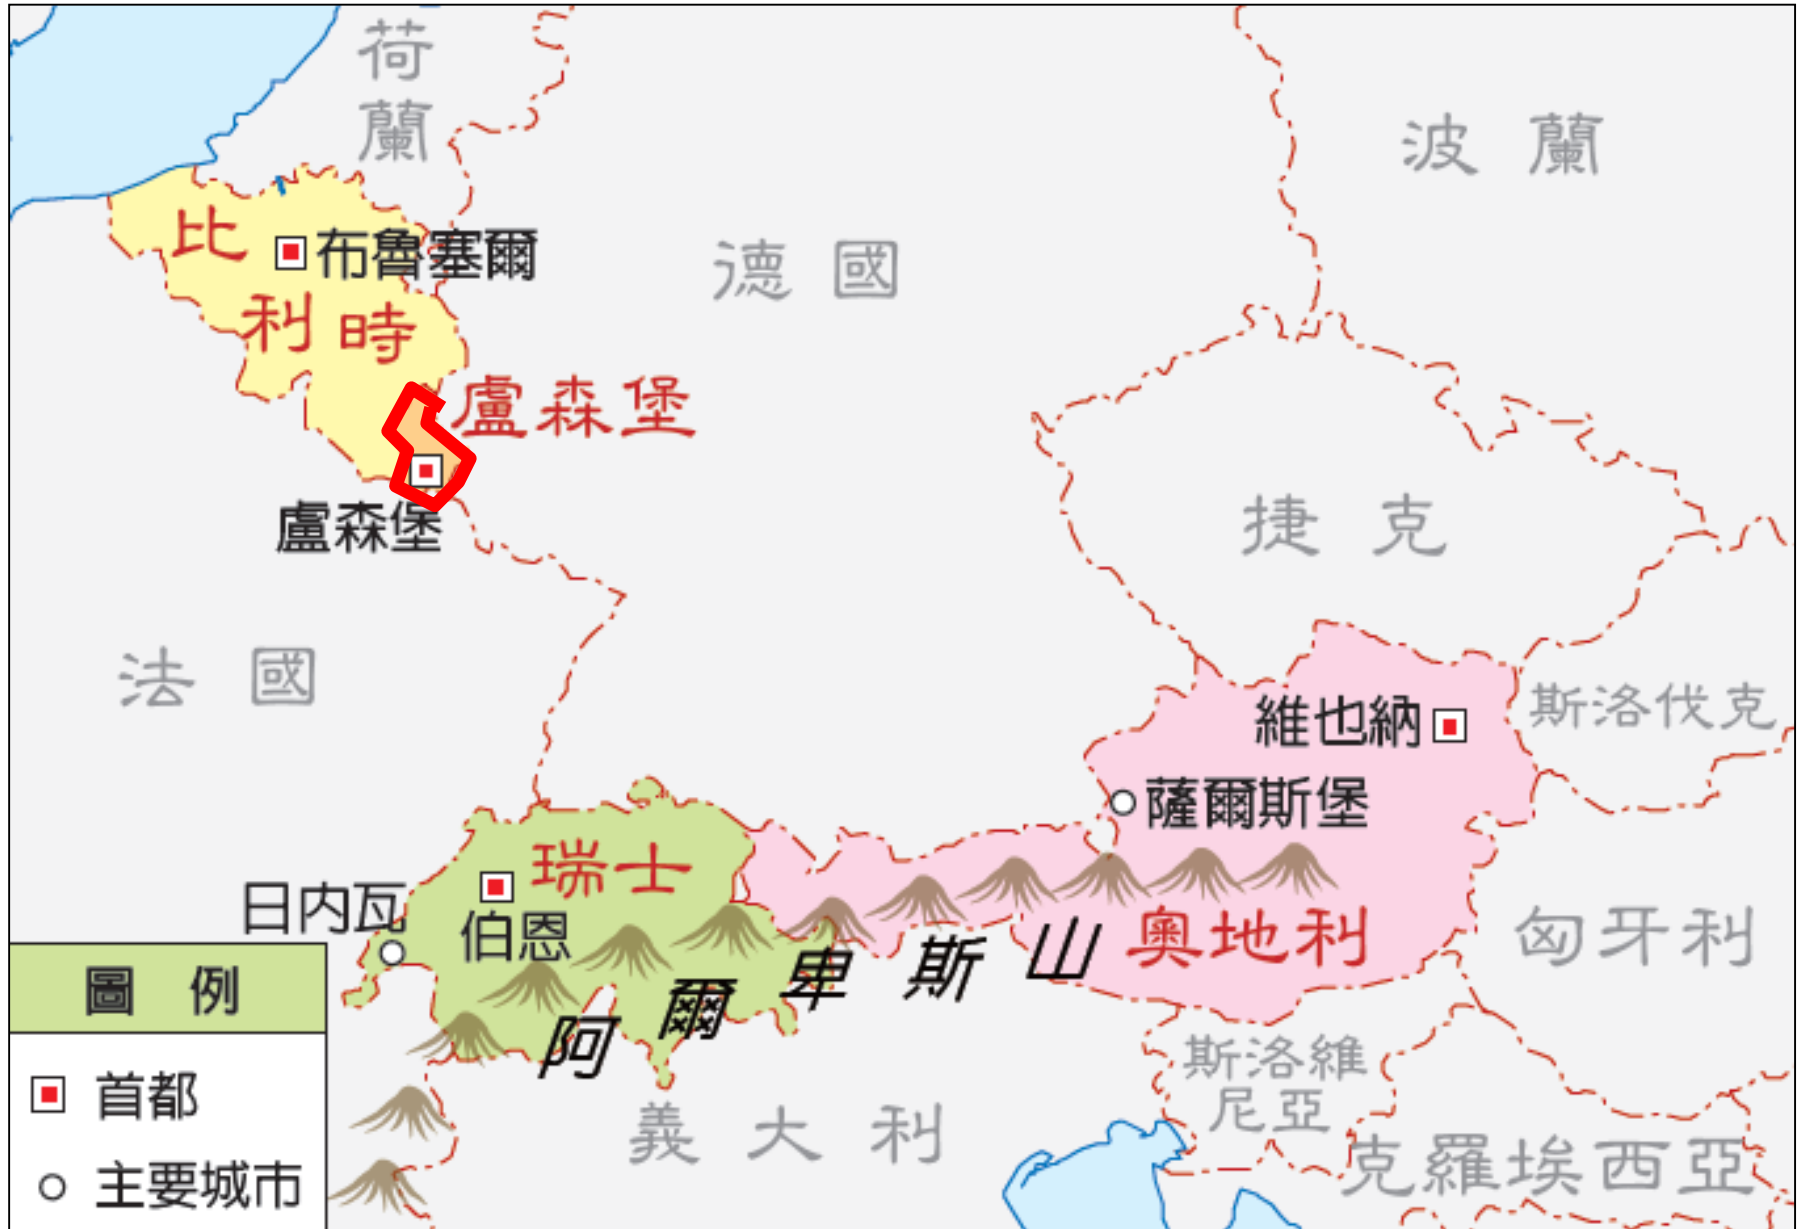 荷蘭
波蘭
比利時
布魯塞爾
德國
盧森堡
盧森堡
捷克
法國
斯洛伐克
維也納
薩爾斯堡
瑞士
日内瓦
伯恩
奧地利
匈牙利
阿爾卑斯山
斯洛維
尼亞
義大利
克羅埃西亞
圖例
首都
主要城市